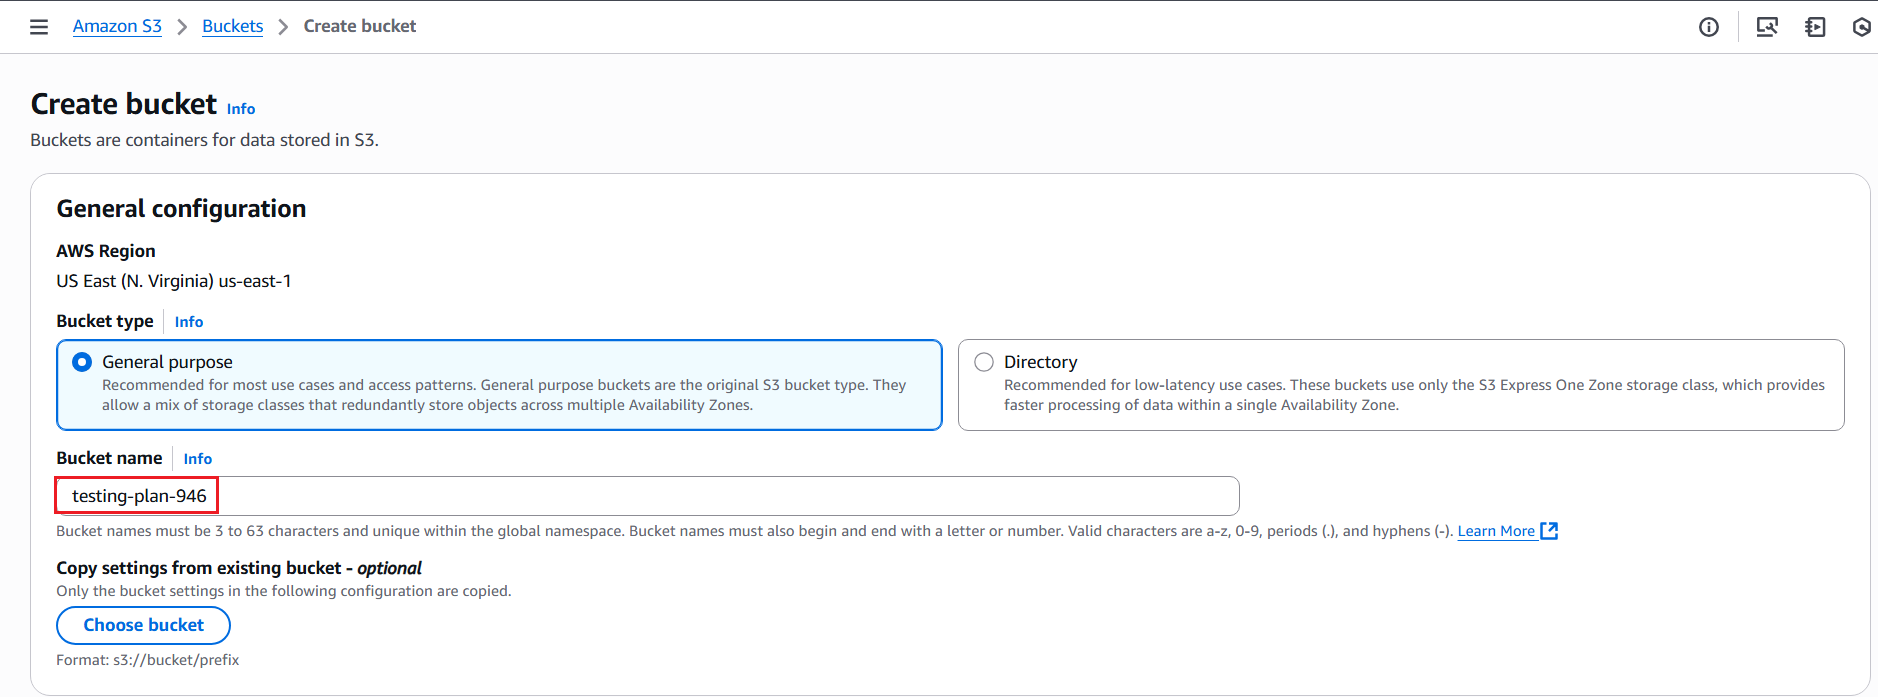 Amazon S3 > Buckets > Create bucket
Create bucket Info
Buckets are containers for data stored in S3.
General configuration
AWS Region
US East (N. Virginia) us-east-1
Bucket type Info
General purpose
Recommended for most use cases and access patterns. General purpose buckets are the original S3 bucket type. They
allow a mix of storage classes that redundantly store objects across multiple Availability Zones.
Directory
Recommended for low-latency use cases. These buckets use only the S3 Express One Zone storage class, which provides
faster processing of data within a single Availability Zone.
Bucket name Info
testing-plan-946
Bucket names must be 3 to 63 characters and unique within the global namespace. Bucket names must also begin and end with a letter or number. Valid characters are a-z, 0-9, periods (.), and hyphens (-). Learn More
Copy settings from existing bucket - optional
Only the bucket settings in the following configuration are copied.
Choose bucket
Format: s3://bucket/prefix